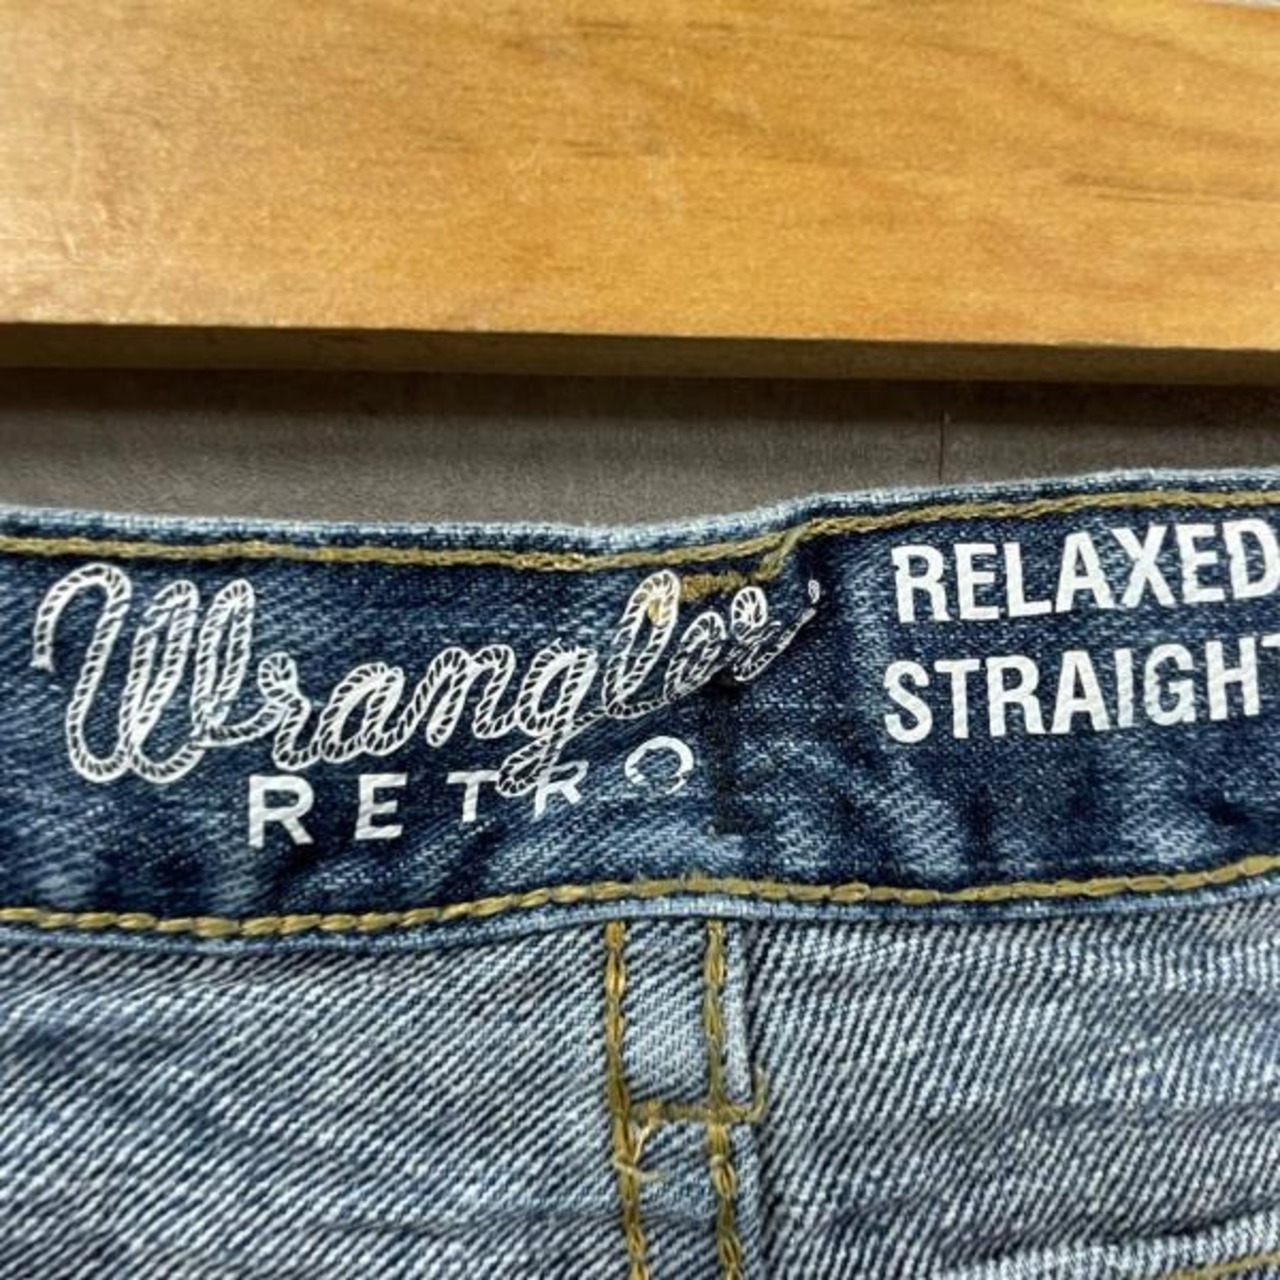 Wrangler
RETRO
RELAXED
STRAIGHT